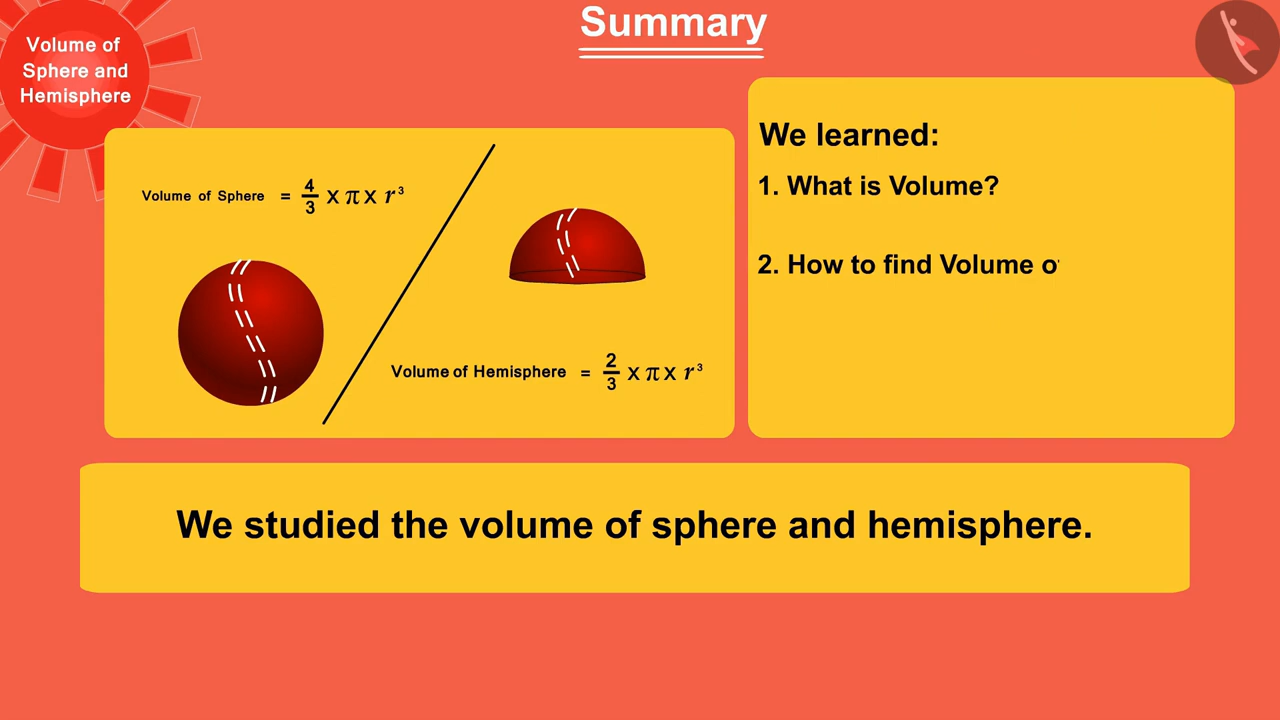 Summary
Volume of
Sphere and
Hemisphere
Volume of Sphere = 4/3 x π x r³
Volume of Hemisphere = 2/3 x π x r³
We learned:
1. What is Volume?
2. How to find Volume o
We studied the volume of sphere and hemisphere.